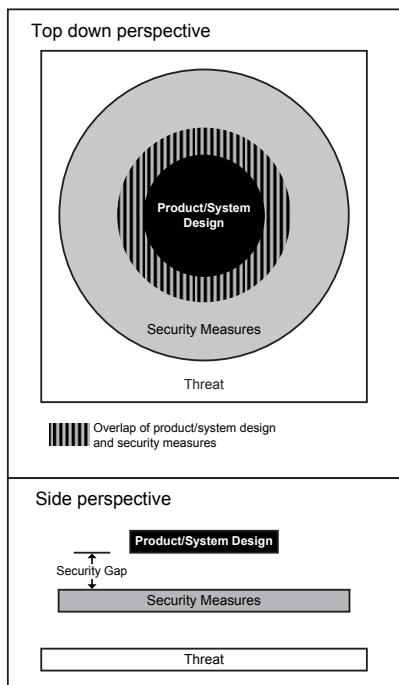 Top down perspective
Product/System
Design
Security Measures
Threat
Overlap of product/system design
and security measures
Side perspective
Product/System Design
Security Gap
Security Measures
Threat